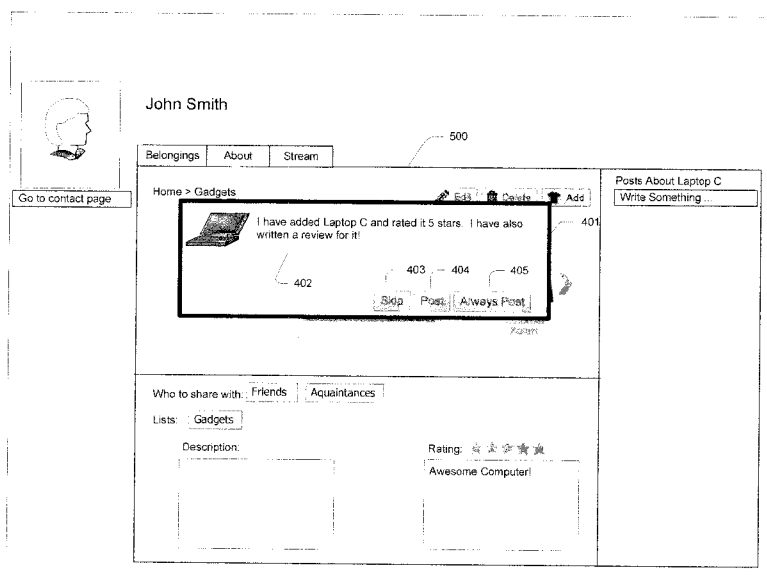 John Smith
500
Belongings About Stream
Posts About Laptop C
Go to contact page
Home > Gadgets
Edit Delete Add
Write Something ...
I have added Laptop C and rated it 5 stars. I have also
written a review for it!
401
402
403 404 405
Skip Post Always Post
Who to share with: Friends Aquaintances
Lists: Gadgets
Description:
Rating:
Awesome Computer!